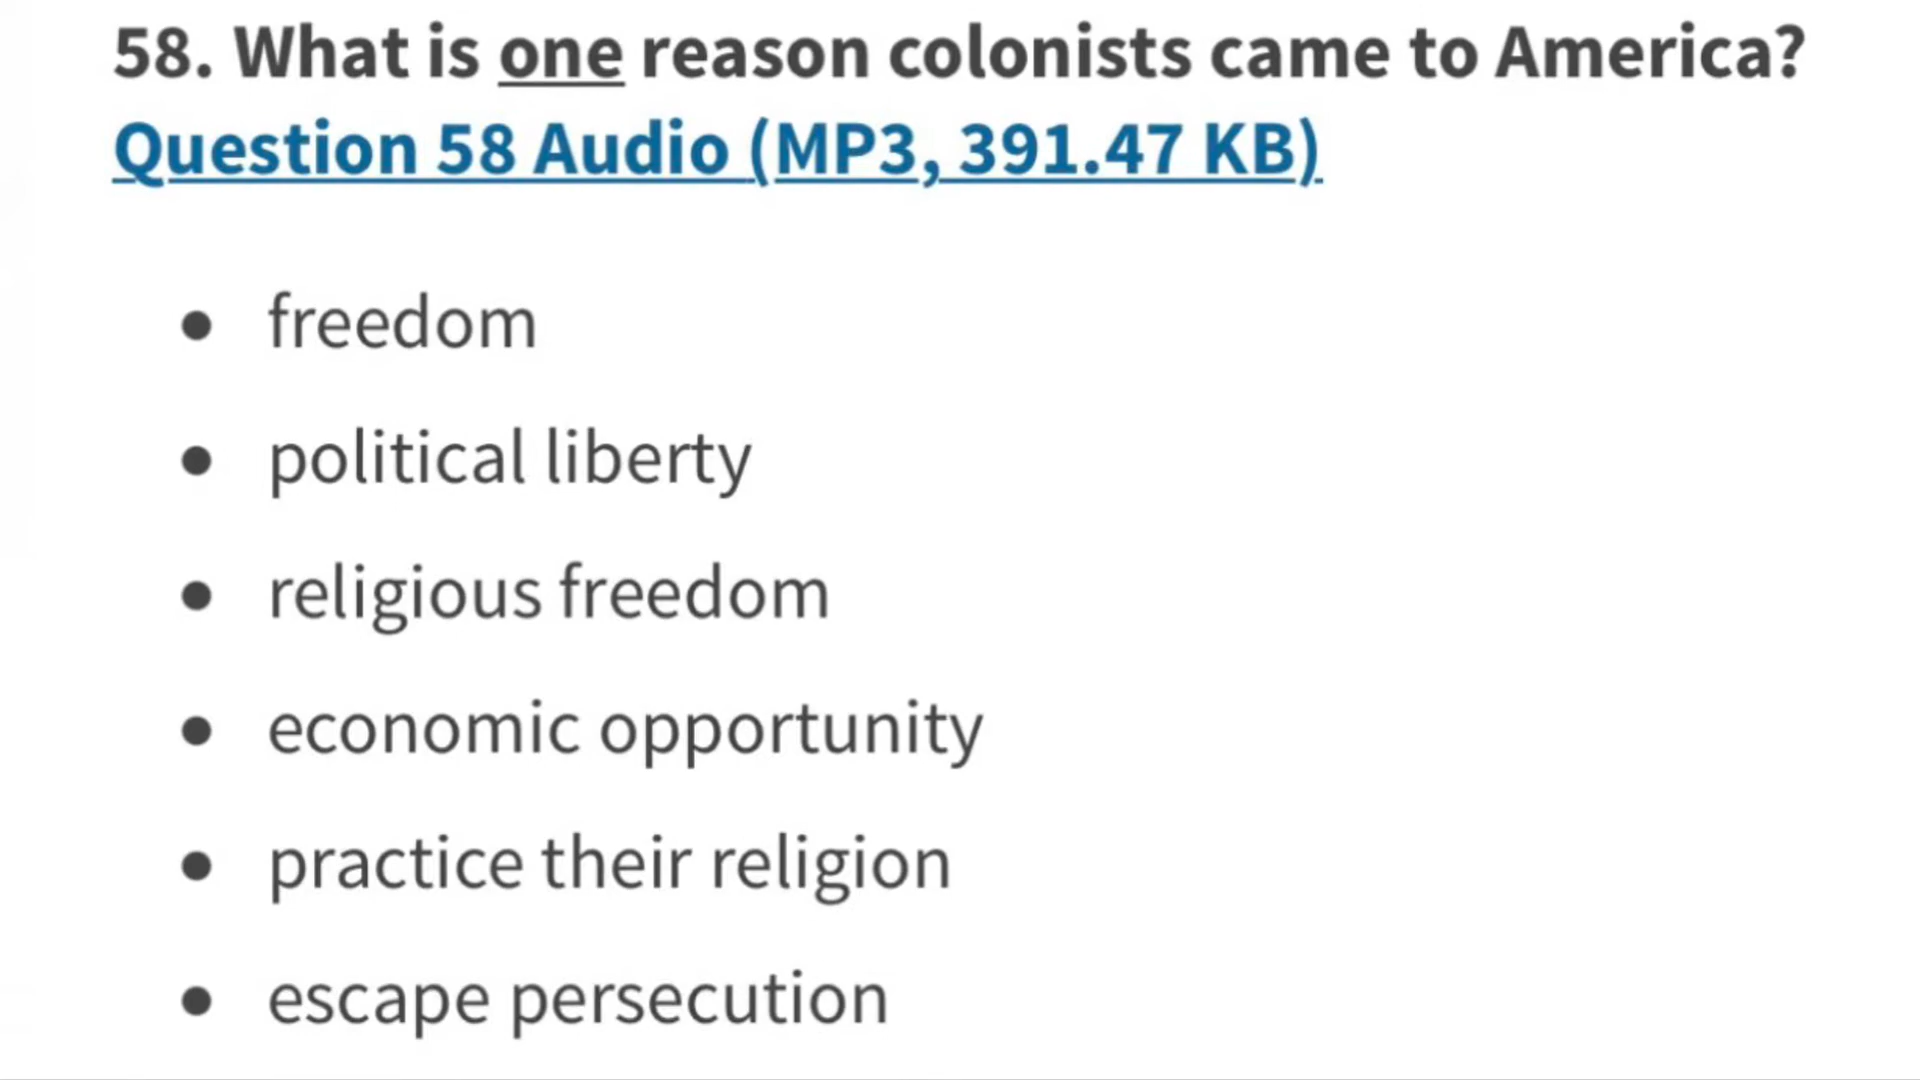 58. What is one reason colonists came to America?
Question 58 Audio (MP3, 391.47 KB)
● freedom
● political liberty
● religious freedom
● economic opportunity
● practice their religion
● escape persecution